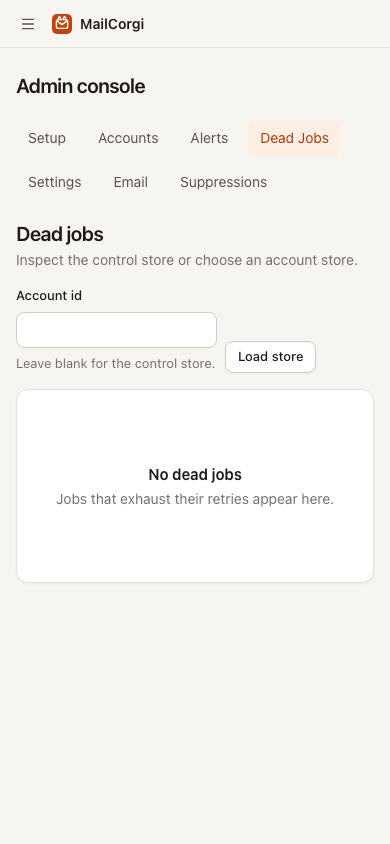 MailCorgi
Admin console
Setup Accounts Alerts Dead Jobs
Settings Email Suppressions
Dead jobs
Inspect the control store or choose an account store.
Account id
Leave blank for the control store.
Load store
No dead jobs
Jobs that exhaust their retries appear here.